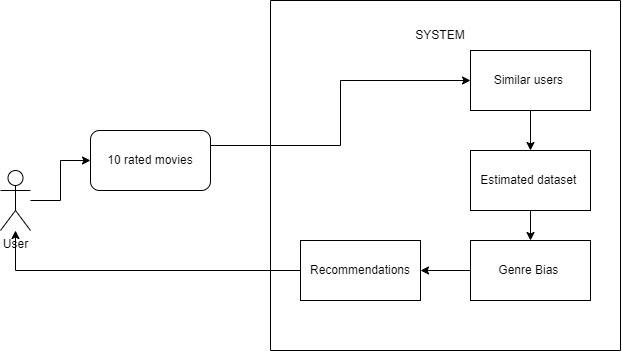 SYSTEM
Similar users
10 rated movies
Estimated dataset
User
Recommendations
Genre Bias